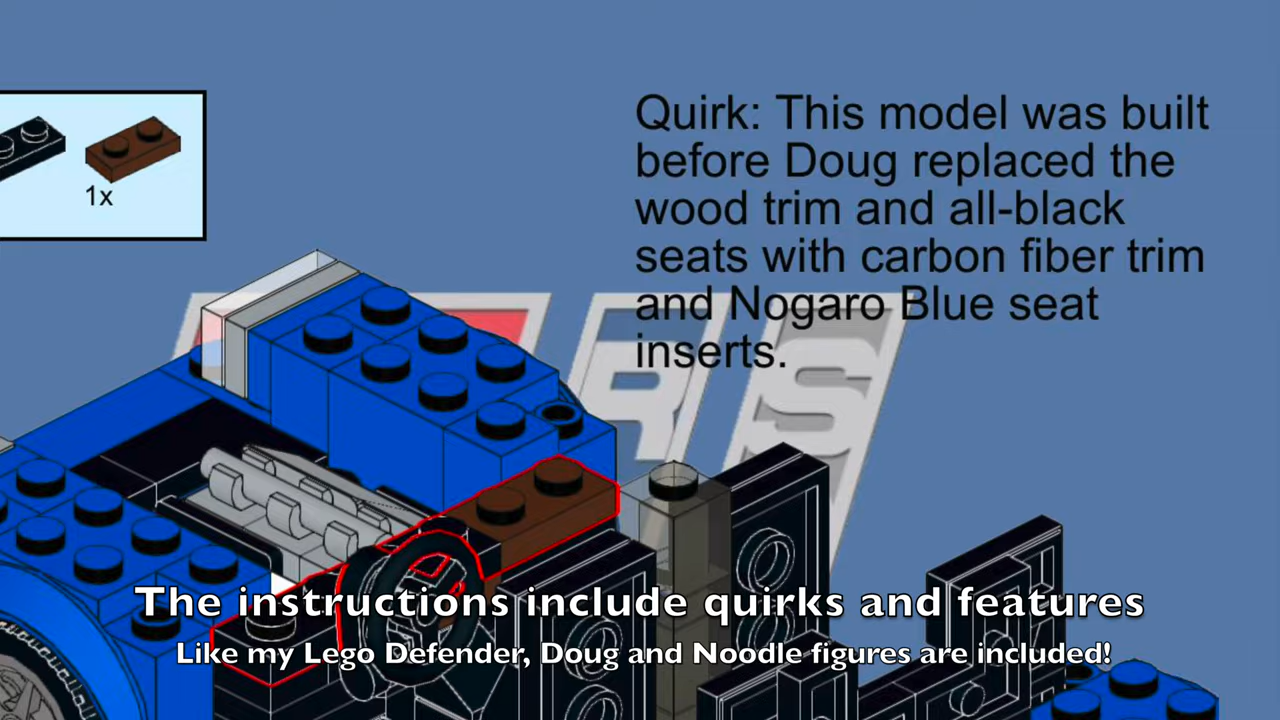 Quirk: This model was built
before Doug replaced the
wood trim and all-black
seats with carbon fiber trim
and Nogaro Blue seat
inserts.
1x
RS
The instructions include quirks and features
Like my Lego Defender, Doug and Noodle figures are included!